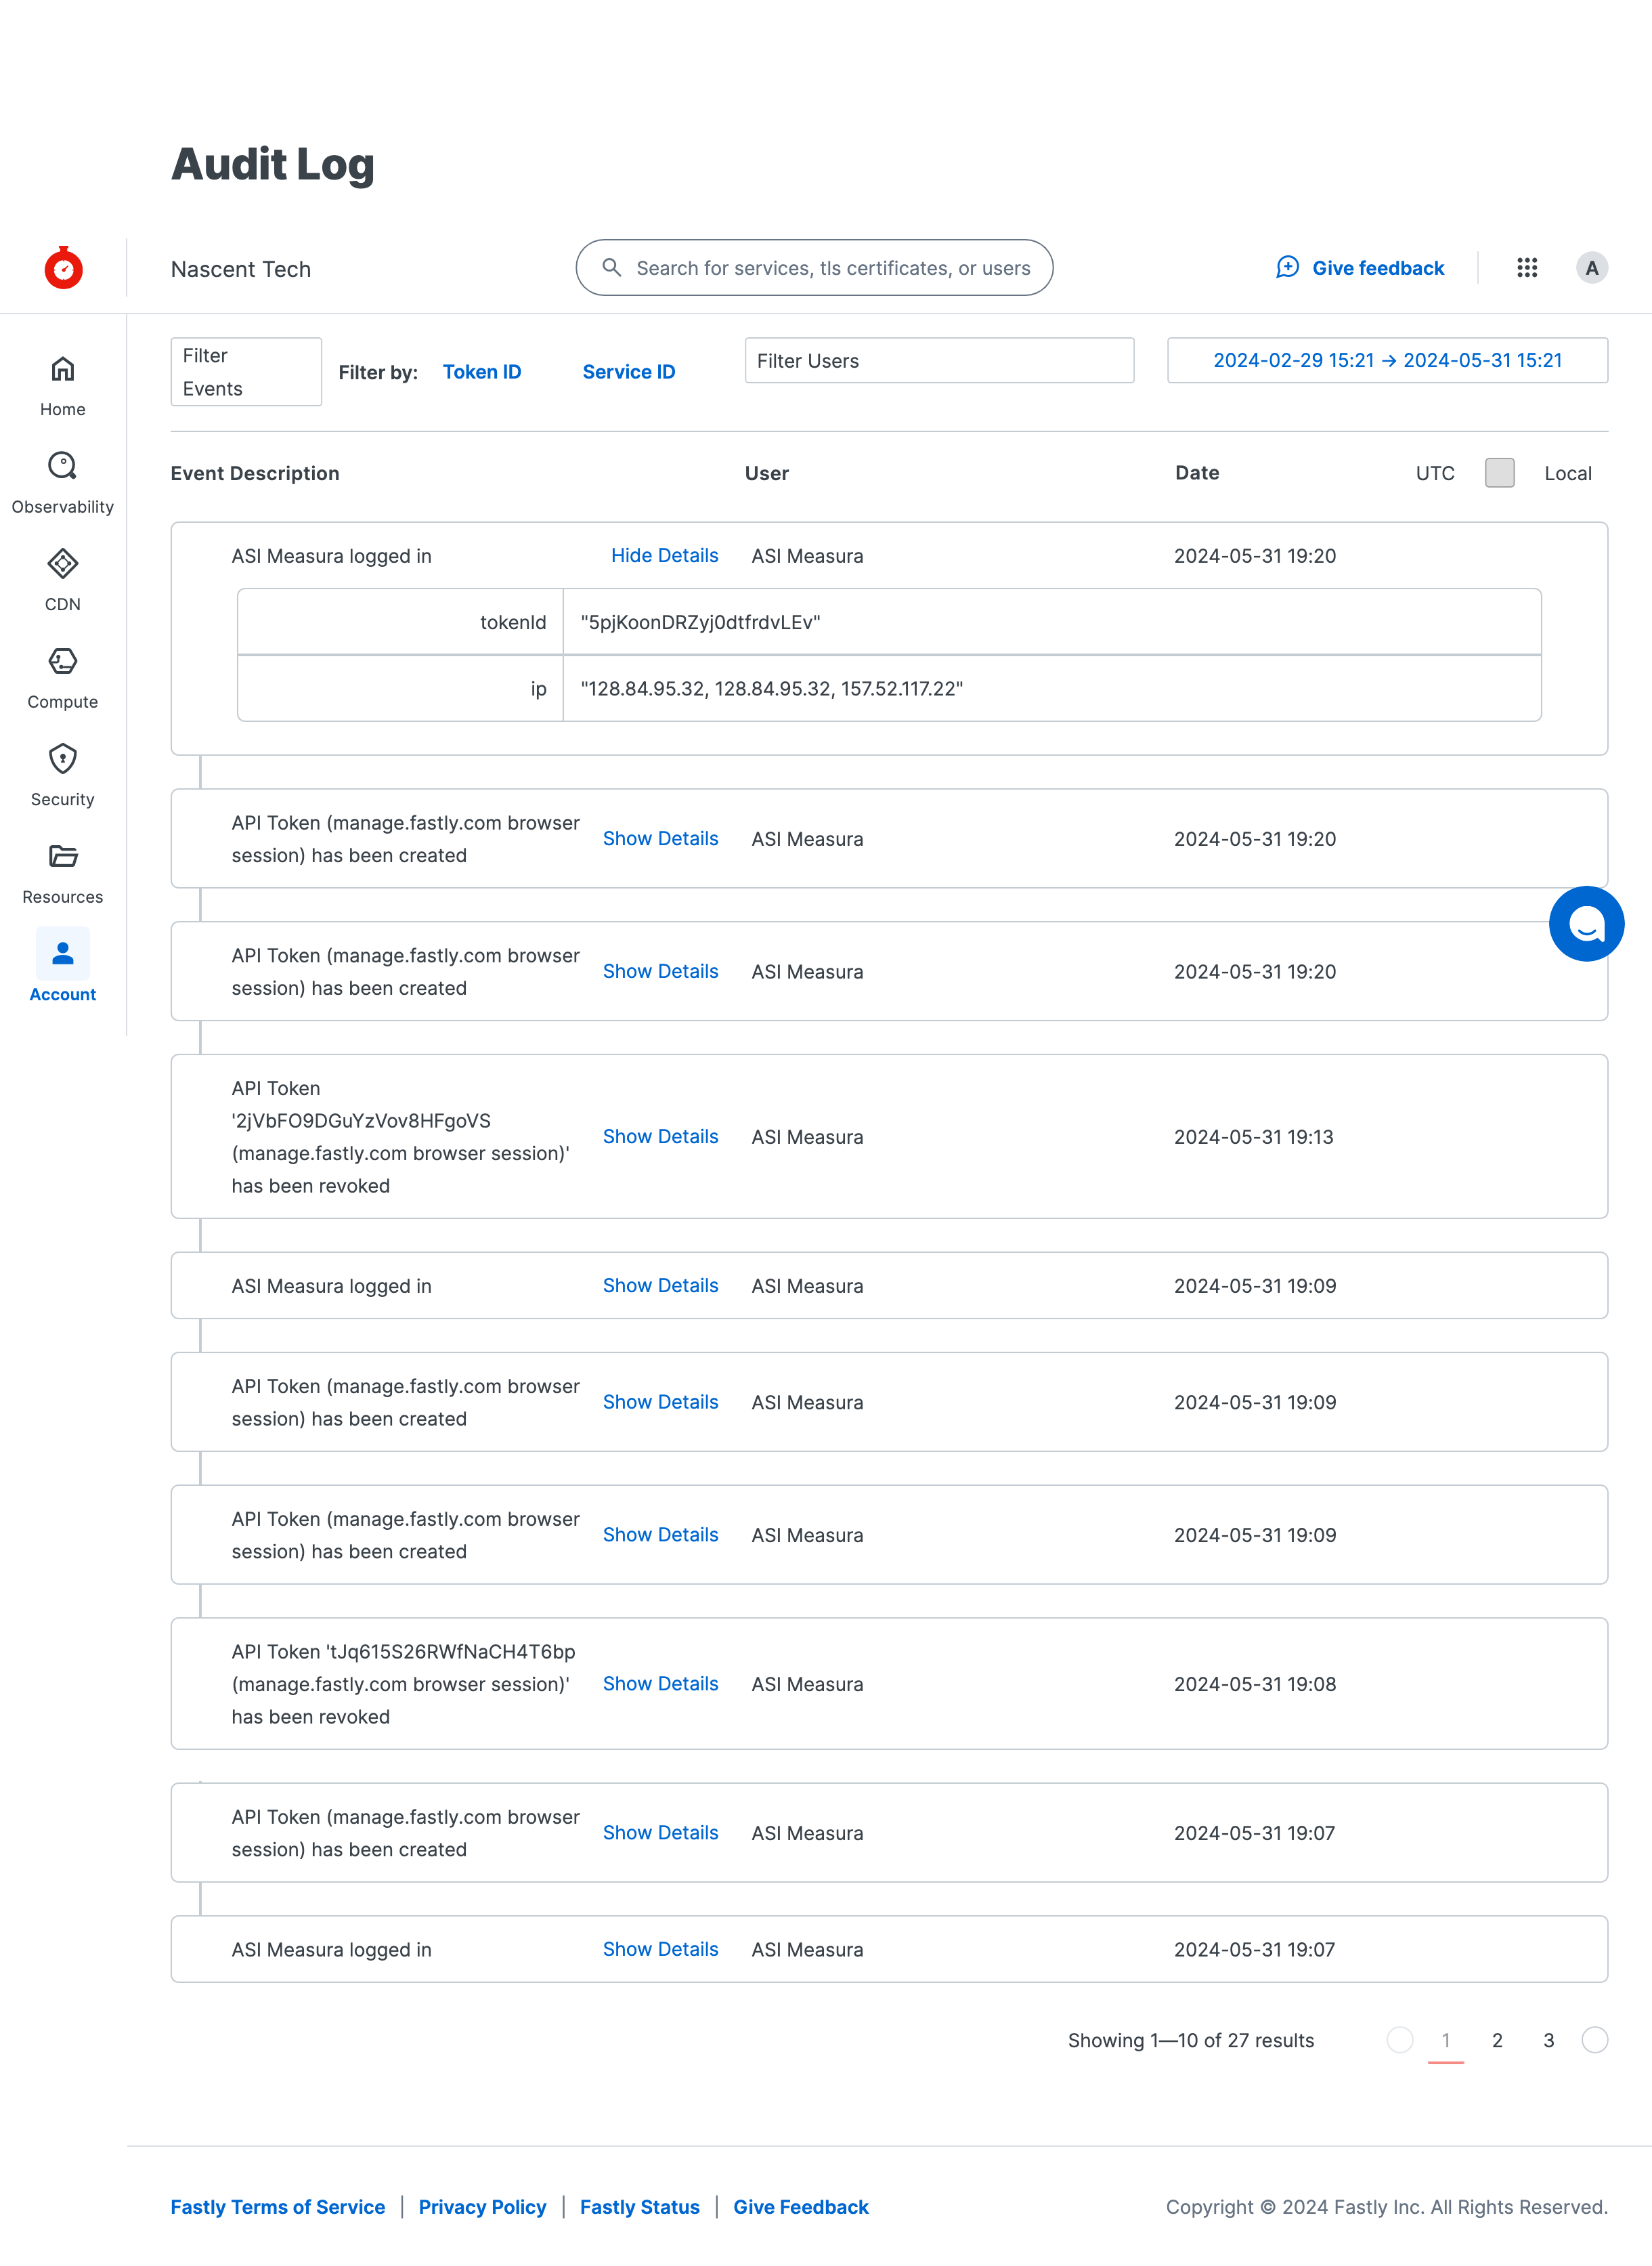 Audit Log
Nascent Tech
Search for services, tls certificates, or users
Give feedback
A
Home
Observability
CDN
Compute
Security
Resources
Account
Filter
Events
Filter by:
Token ID
Service ID
Filter Users
2024-02-29 15:21 → 2024-05-31 15:21
Event Description
User
Date
UTC
Local
ASI Measura logged in
Hide Details
ASI Measura
2024-05-31 19:20
tokenId
"5pjKoonDRZyj0dtfrdvLEv"
ip
"128.84.95.32, 128.84.95.32, 157.52.117.22"
API Token (manage.fastly.com browser
session) has been created
Show Details
ASI Measura
2024-05-31 19:20
API Token (manage.fastly.com browser
session) has been created
Show Details
ASI Measura
2024-05-31 19:20
API Token
'2jVbFO9DGuYzVov8HFgoVS
(manage.fastly.com browser session)'
has been revoked
Show Details
ASI Measura
2024-05-31 19:13
ASI Measura logged in
Show Details
ASI Measura
2024-05-31 19:09
API Token (manage.fastly.com browser
session) has been created
Show Details
ASI Measura
2024-05-31 19:09
API Token (manage.fastly.com browser
session) has been created
Show Details
ASI Measura
2024-05-31 19:09
API Token 'tJq615S26RWfNaCH4T6bp
(manage.fastly.com browser session)'
has been revoked
Show Details
ASI Measura
2024-05-31 19:08
API Token (manage.fastly.com browser
session) has been created
Show Details
ASI Measura
2024-05-31 19:07
ASI Measura logged in
Show Details
ASI Measura
2024-05-31 19:07
Showing 1—10 of 27 results
1
2
3
Fastly Terms of Service | Privacy Policy | Fastly Status | Give Feedback
Copyright © 2024 Fastly Inc. All Rights Reserved.